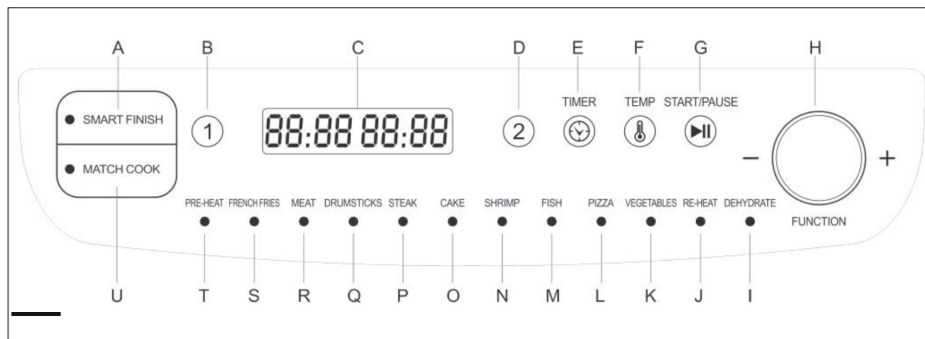 A B C D E F G H
TIMER TEMP START/PAUSE
SMART FINISH
1 88:88 88:88 2
MATCH COOK
− +
PRE-HEAT FRENCH FRIES MEAT DRUMSTICKS STEAK CAKE SHRIMP FISH PIZZA VEGETABLES RE-HEAT DEHYDRATE
FUNCTION
U T S R Q P O N M L K J I